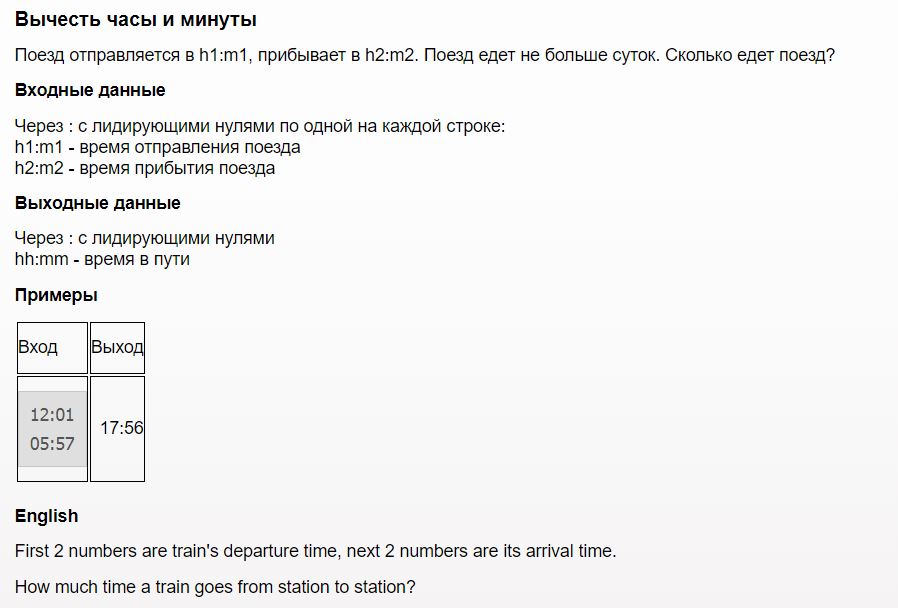 Вычесть часы и минуты
Поезд отправляется в h1:m1, прибывает в h2:m2. Поезд едет не больше суток. Сколько едет поезд?
Входные данные
Через : с лидирующими нулями по одной на каждой строке:
h1:m1 - время отправления поезда
h2:m2 - время прибытия поезда
Выходные данные
Через : с лидирующими нулями
hh:mm - время в пути
Примеры
Вход Выход
12:01
05:57
17:56
English
First 2 numbers are train's departure time, next 2 numbers are its arrival time.
How much time a train goes from station to station?